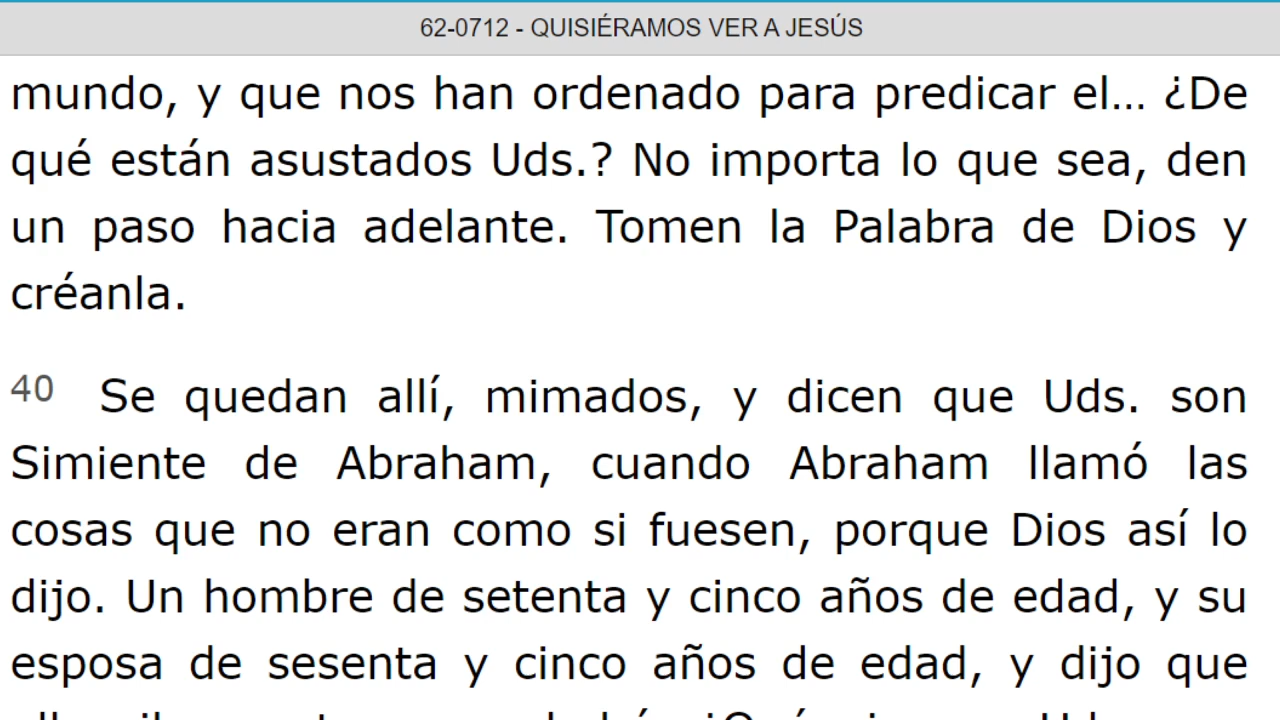 62-0712 - QUISIÉRAMOS VER A JESÚS
mundo, y que nos han ordenado para predicar el... ¿De
qué están asustados Uds.? No importa lo que sea, den
un paso hacia adelante. Tomen la Palabra de Dios y
créanla.
40 Se quedan allí, mimados, y dicen que Uds. son
Simiente de Abraham, cuando Abraham llamó las
cosas que no eran como si fuesen, porque Dios así lo
dijo. Un hombre de setenta y cinco años de edad, y su
esposa de sesenta y cinco años de edad, y dijo que